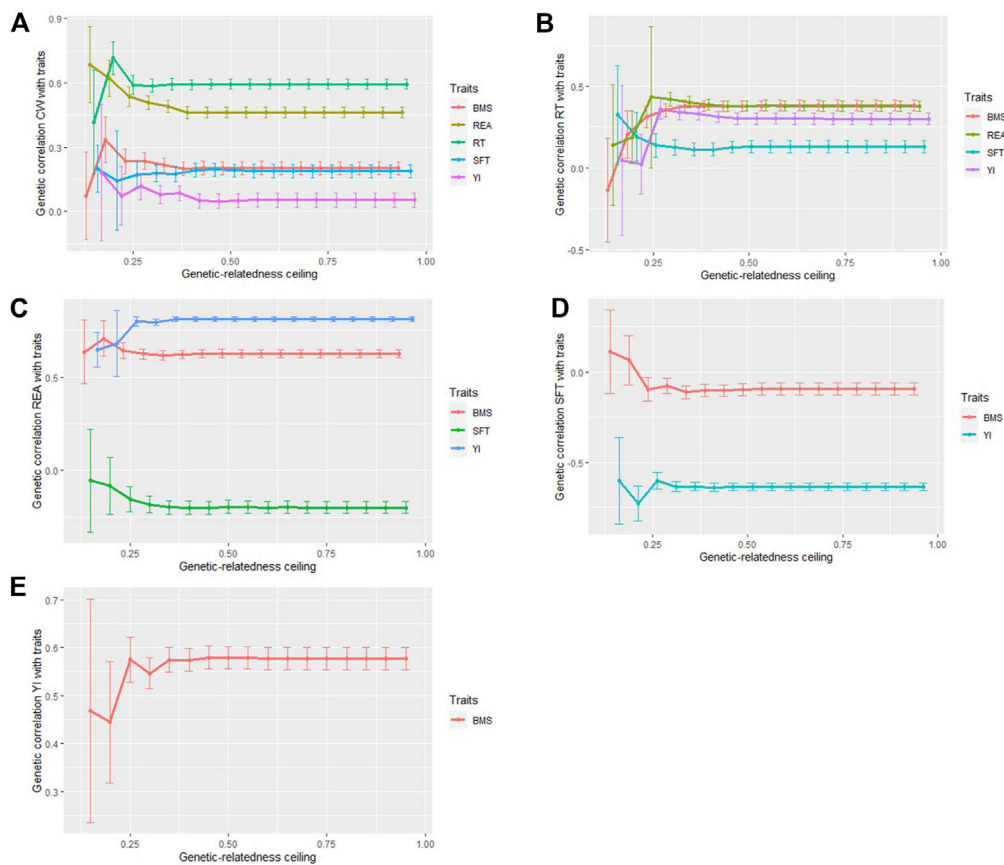 A
Genetic correlation CW with traits
0.9
0.6
0.3
0.0
0.25
0.50
0.75
1.00
Genetic-relatedness ceiling
Traits
BMS
REA
RT
SFT
YI
B
Genetic correlation RT with traits
0.5
0.0
-0.5
0.25
0.50
0.75
1.00
Genetic-relatedness ceiling
Traits
BMS
REA
SFT
YI
C
Genetic correlation REA with traits
0.5
0.0
0.25
0.50
0.75
1.00
Genetic-relatedness ceiling
Traits
BMS
SFT
YI
D
Genetic correlation SFT with traits
0.0
-0.5
0.25
0.50
0.75
1.00
Genetic-relatedness ceiling
Traits
BMS
YI
E
Genetic correlation YI with traits
0.7
0.6
0.5
0.4
0.3
0.25
0.50
0.75
1.00
Genetic-relatedness ceiling
Traits
BMS